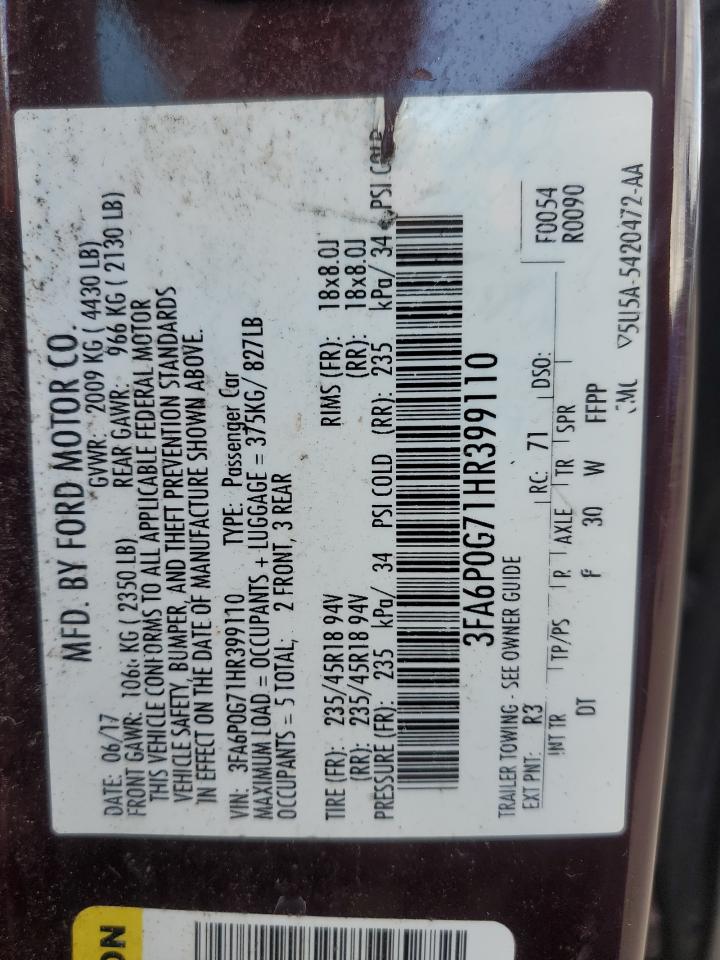 MFD. BY FORD MOTOR CO.
DATE: 06/17 GVWR: 2009 KG ( 4430 LB)
FRONT GAWR: KG ( 2350 LB) REAR GAWR: 966 KG ( 2130 LB)
THIS VEHICLE CONFORMS TO ALL APPLICABLE FEDERAL MOTOR
VEHICLE SAFETY, BUMPER, AND THEFT PREVENTION STANDARDS
IN EFFECT ON THE DATE OF MANUFACTURE SHOWN ABOVE.
VIN: 3FA6P0G71HR399110 TYPE: Passenger Car
MAXIMUM LOAD = OCCUPANTS + LUGGAGE = 375KG/ 827LB
OCCUPANTS = 5 TOTAL, 2 FRONT, 3 REAR
TIRE (FR): 235/45R18 94V RIMS (FR): 18x8.0J
(RR): 235/45R18 94V (RR): 18x8.0J
PRESSURE (FR): 235 kPa/ 34 PSI COLD (RR): 235 kPa/ 34 PSI COLD
3FA6P0G71HR399110
TRAILER TOWING - SEE OWNER GUIDE
F0054
EXT PNT: R3 RC: 71 DSO: R0090
INT TR TP/PS R AXLE TR SPR
DT 30 W FFPP
5U5A-5420472-AA
ON